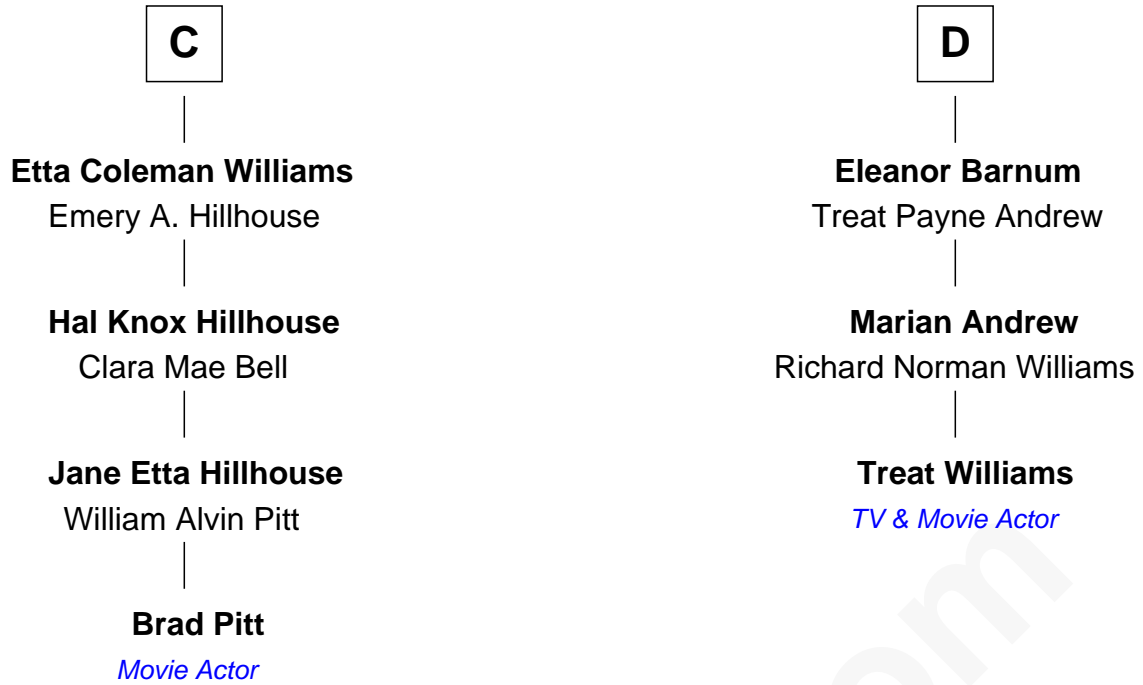 C
Etta Coleman Williams
Emery A. Hillhouse
Hal Knox Hillhouse
Clara Mae Bell
Jane Etta Hillhouse
William Alvin Pitt
Brad Pitt
Movie Actor
D
Eleanor Barnum
Treat Payne Andrew
Marian Andrew
Richard Norman Williams
Treat Williams
TV & Movie Actor
om